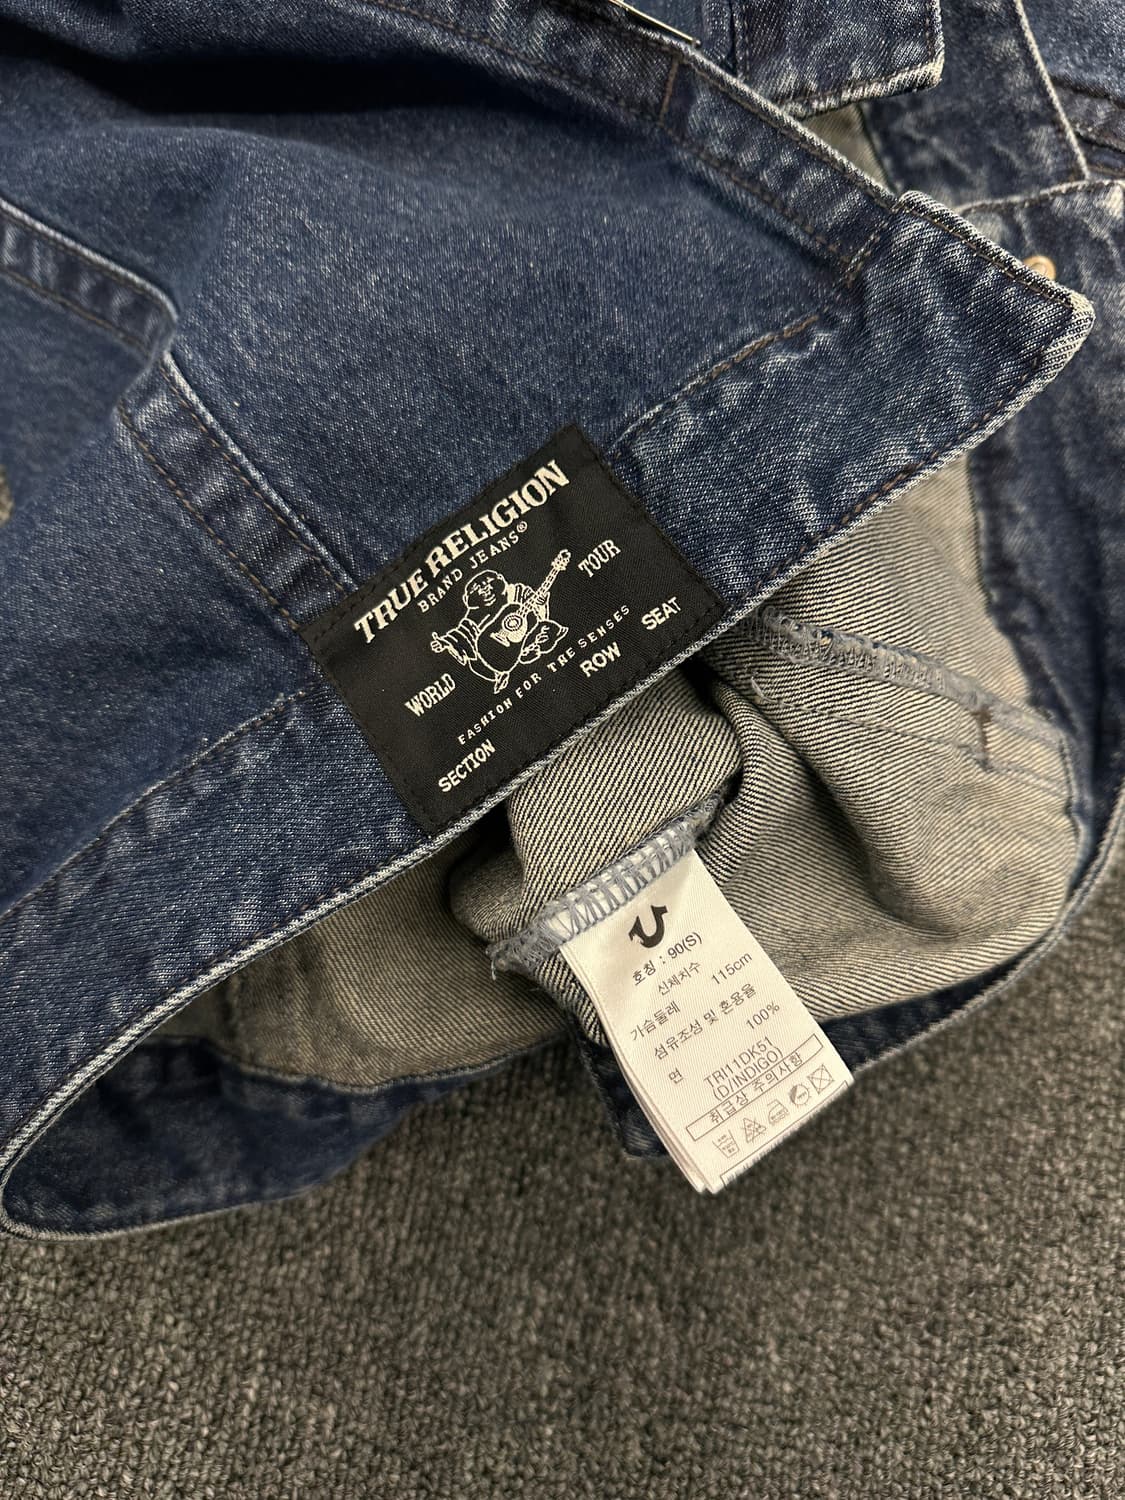 TRUE RELIGION
BRAND JEANS®
WORLD TOUR
FASHION FOR THE SENSES
SECTION ROW SEAT
호칭 : 90(S)
신체치수
가슴둘레 115cm
섬유조성 및 혼용율
면 100%
TRI11DK51
(D/INDIGO)
취급상 주의사항